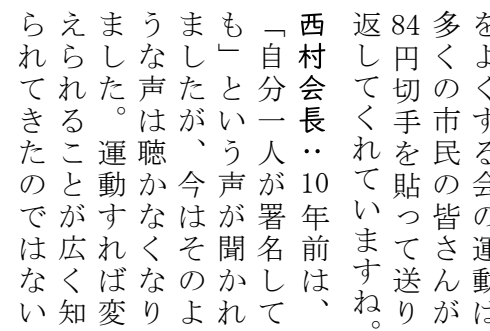 をよくする会の運動は
多くの市民の皆さんが
84円切手を貼って送り
返してくれていますね。
西村会長：10年前は、
「自分一人が署名して
も」という声が聞かれ
ましたが、今はそのよ
うな声は聴かなくなり
ました。運動すれば変
えられることが広く知
られてきたのではない